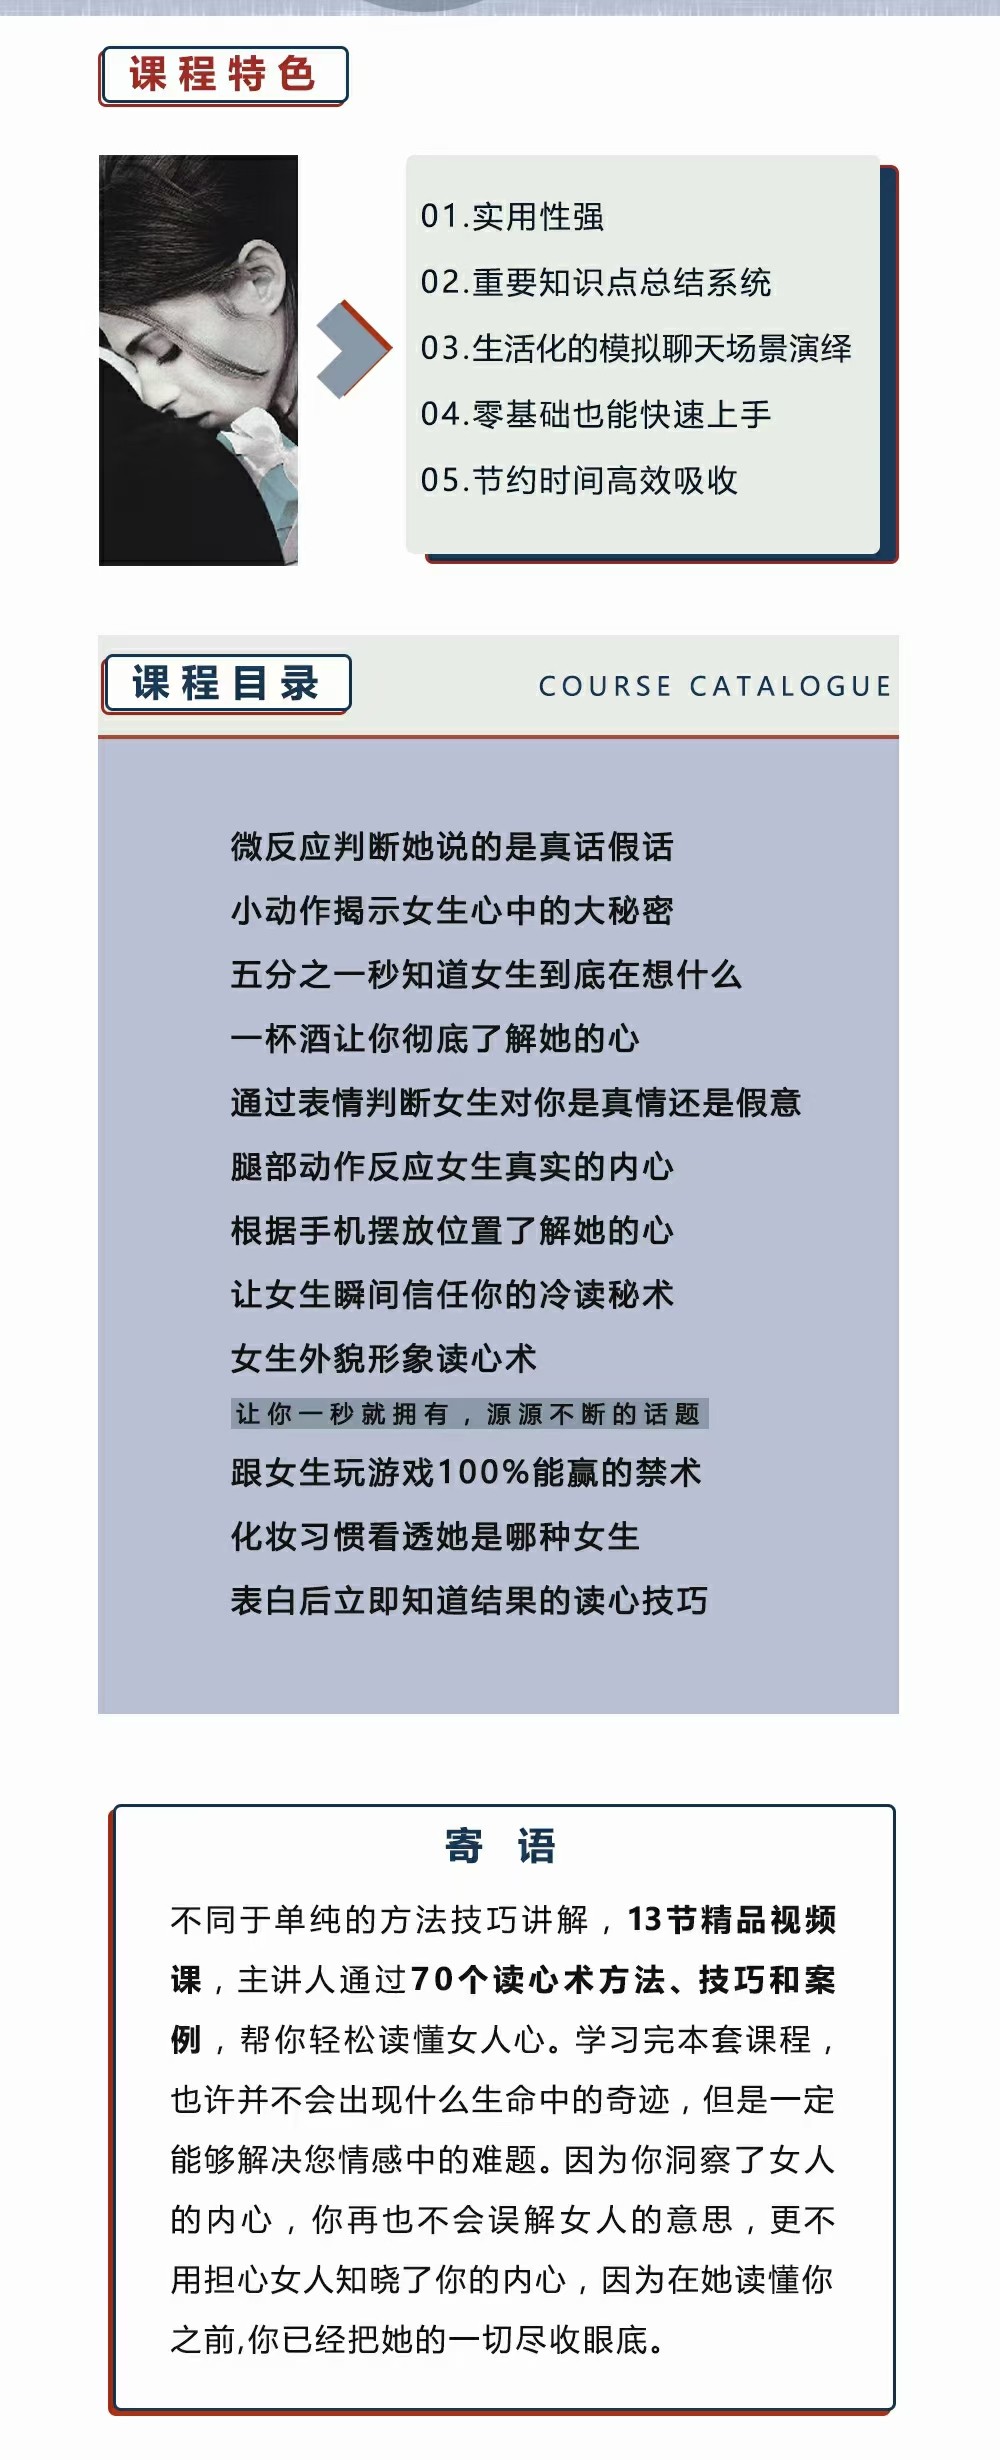 课程特色
01.实用性强
02.重要知识点总结系统
03.生活化的模拟聊天场景演绎
04.零基础也能快速上手
05.节约时间高效吸收
课程目录
COURSE CATALOGUE
微反应判断她说的是真话假话
小动作揭示女生心中的大秘密
五分之一秒知道女生到底在想什么
一杯酒让你彻底了解她的心
通过表情判断女生对你是真情还是假意
腿部动作反应女生真实的内心
根据手机摆放位置了解她的心
让女生瞬间信任你的冷读秘术
女生外貌形象读心术
让你一秒就拥有，源源不断的话题
跟女生玩游戏100%能赢的禁术
化妆习惯看透她是哪种女生
表白后立即知道结果的读心技巧
寄 语
不同于单纯的方法技巧讲解，13节精品视频
课，主讲人通过70个读心术方法、技巧和案
例，帮你轻松读懂女人心。学习完本套课程，
也许并不会出现什么生命中的奇迹，但是一定
能够解决您情感中的难题。因为你洞察了女人
的内心，你再也不会误解女人的意思，更不
用担心女人知晓了你的内心，因为在她读懂你
之前,你已经把她的一切尽收眼底。